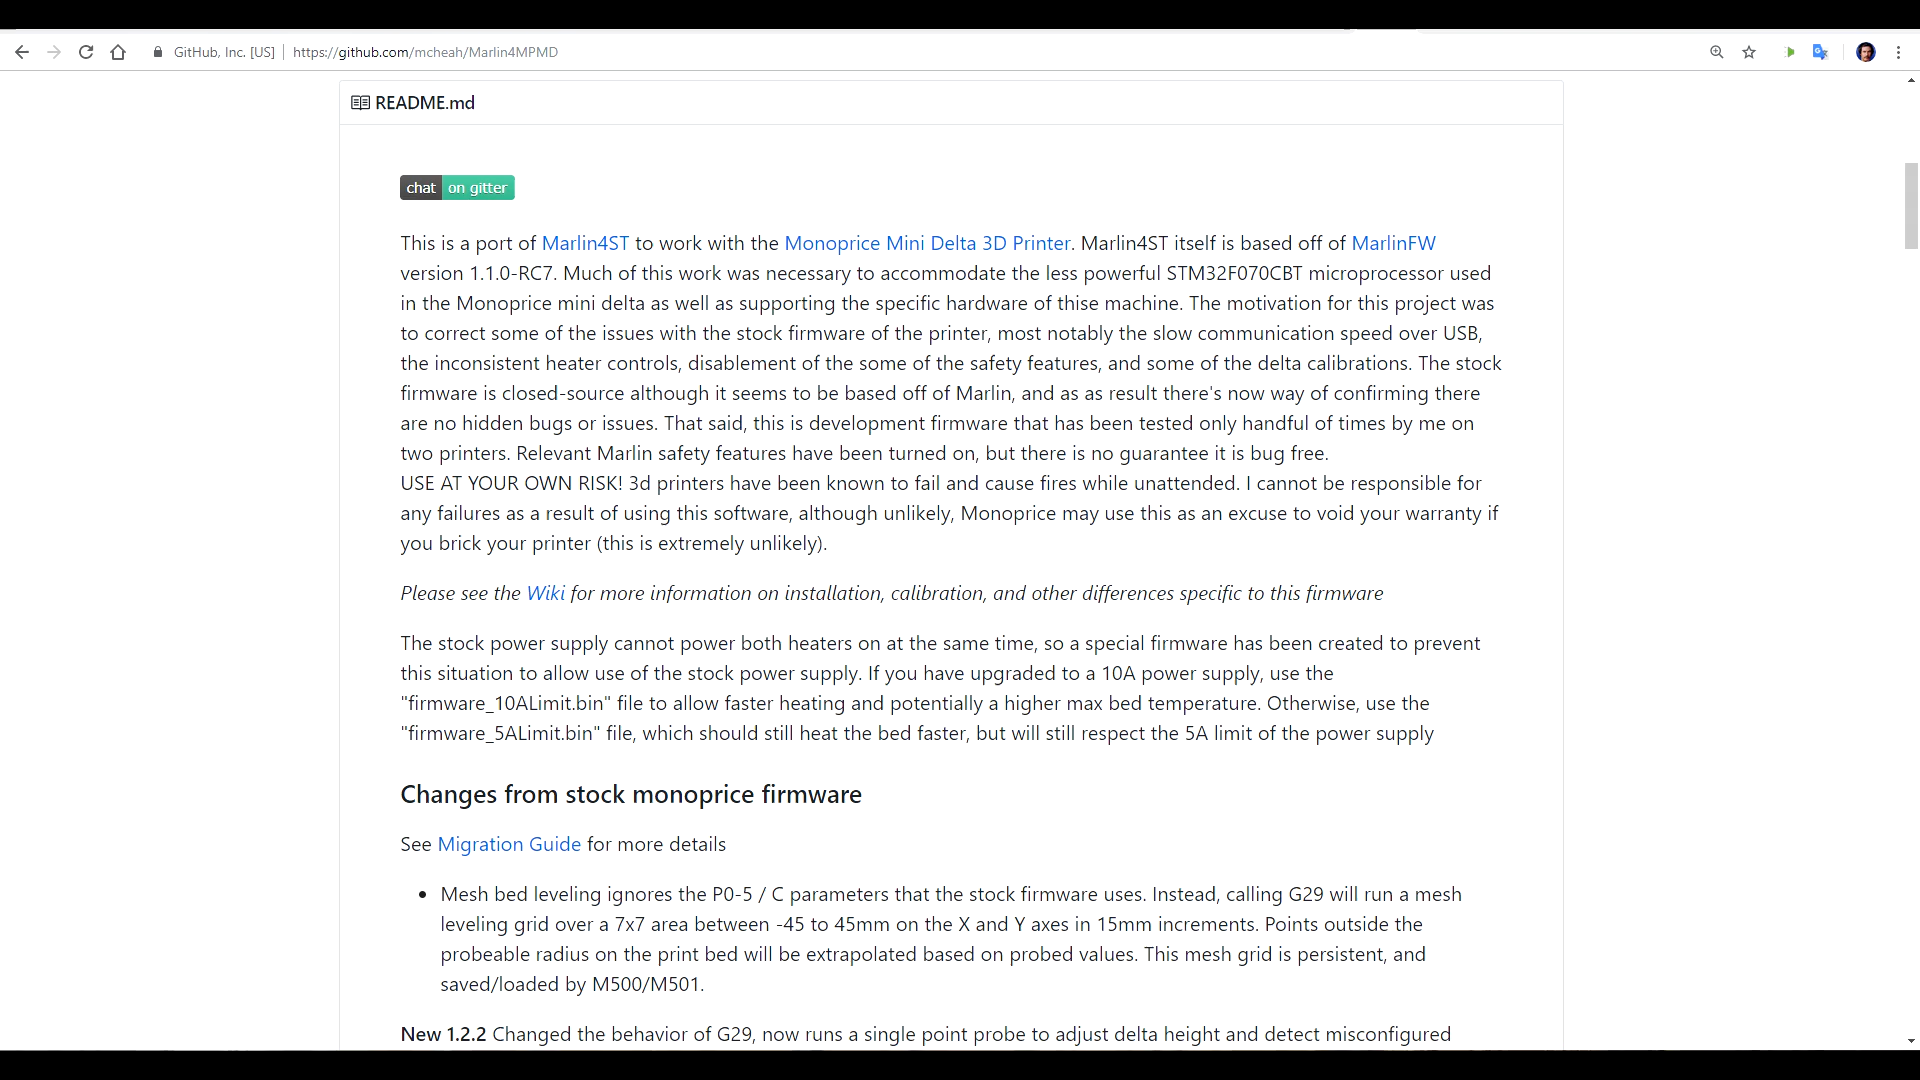 GitHub, Inc. [US] | https://github.com/mcheah/Marlin4MPMD
README.md
chat on gitter
This is a port of Marlin4ST to work with the Monoprice Mini Delta 3D Printer. Marlin4ST itself is based off of MarlinFW
version 1.1.0-RC7. Much of this work was necessary to accommodate the less powerful STM32F070CBT microprocessor used
in the Monoprice mini delta as well as supporting the specific hardware of thise machine. The motivation for this project was
to correct some of the issues with the stock firmware of the printer, most notably the slow communication speed over USB,
the inconsistent heater controls, disablement of the some of the safety features, and some of the delta calibrations. The stock
firmware is closed-source although it seems to be based off of Marlin, and as as result there's now way of confirming there
are no hidden bugs or issues. That said, this is development firmware that has been tested only handful of times by me on
two printers. Relevant Marlin safety features have been turned on, but there is no guarantee it is bug free.
USE AT YOUR OWN RISK! 3d printers have been known to fail and cause fires while unattended. I cannot be responsible for
any failures as a result of using this software, although unlikely, Monoprice may use this as an excuse to void your warranty if
you brick your printer (this is extremely unlikely).
Please see the Wiki for more information on installation, calibration, and other differences specific to this firmware
The stock power supply cannot power both heaters on at the same time, so a special firmware has been created to prevent
this situation to allow use of the stock power supply. If you have upgraded to a 10A power supply, use the
"firmware_10ALimit.bin" file to allow faster heating and potentially a higher max bed temperature. Otherwise, use the
"firmware_5ALimit.bin" file, which should still heat the bed faster, but will still respect the 5A limit of the power supply
Changes from stock monoprice firmware
See Migration Guide for more details
• Mesh bed leveling ignores the P0-5 / C parameters that the stock firmware uses. Instead, calling G29 will run a mesh
leveling grid over a 7x7 area between -45 to 45mm on the X and Y axes in 15mm increments. Points outside the
probeable radius on the print bed will be extrapolated based on probed values. This mesh grid is persistent, and
saved/loaded by M500/M501.
New 1.2.2 Changed the behavior of G29, now runs a single point probe to adjust delta height and detect misconfigured